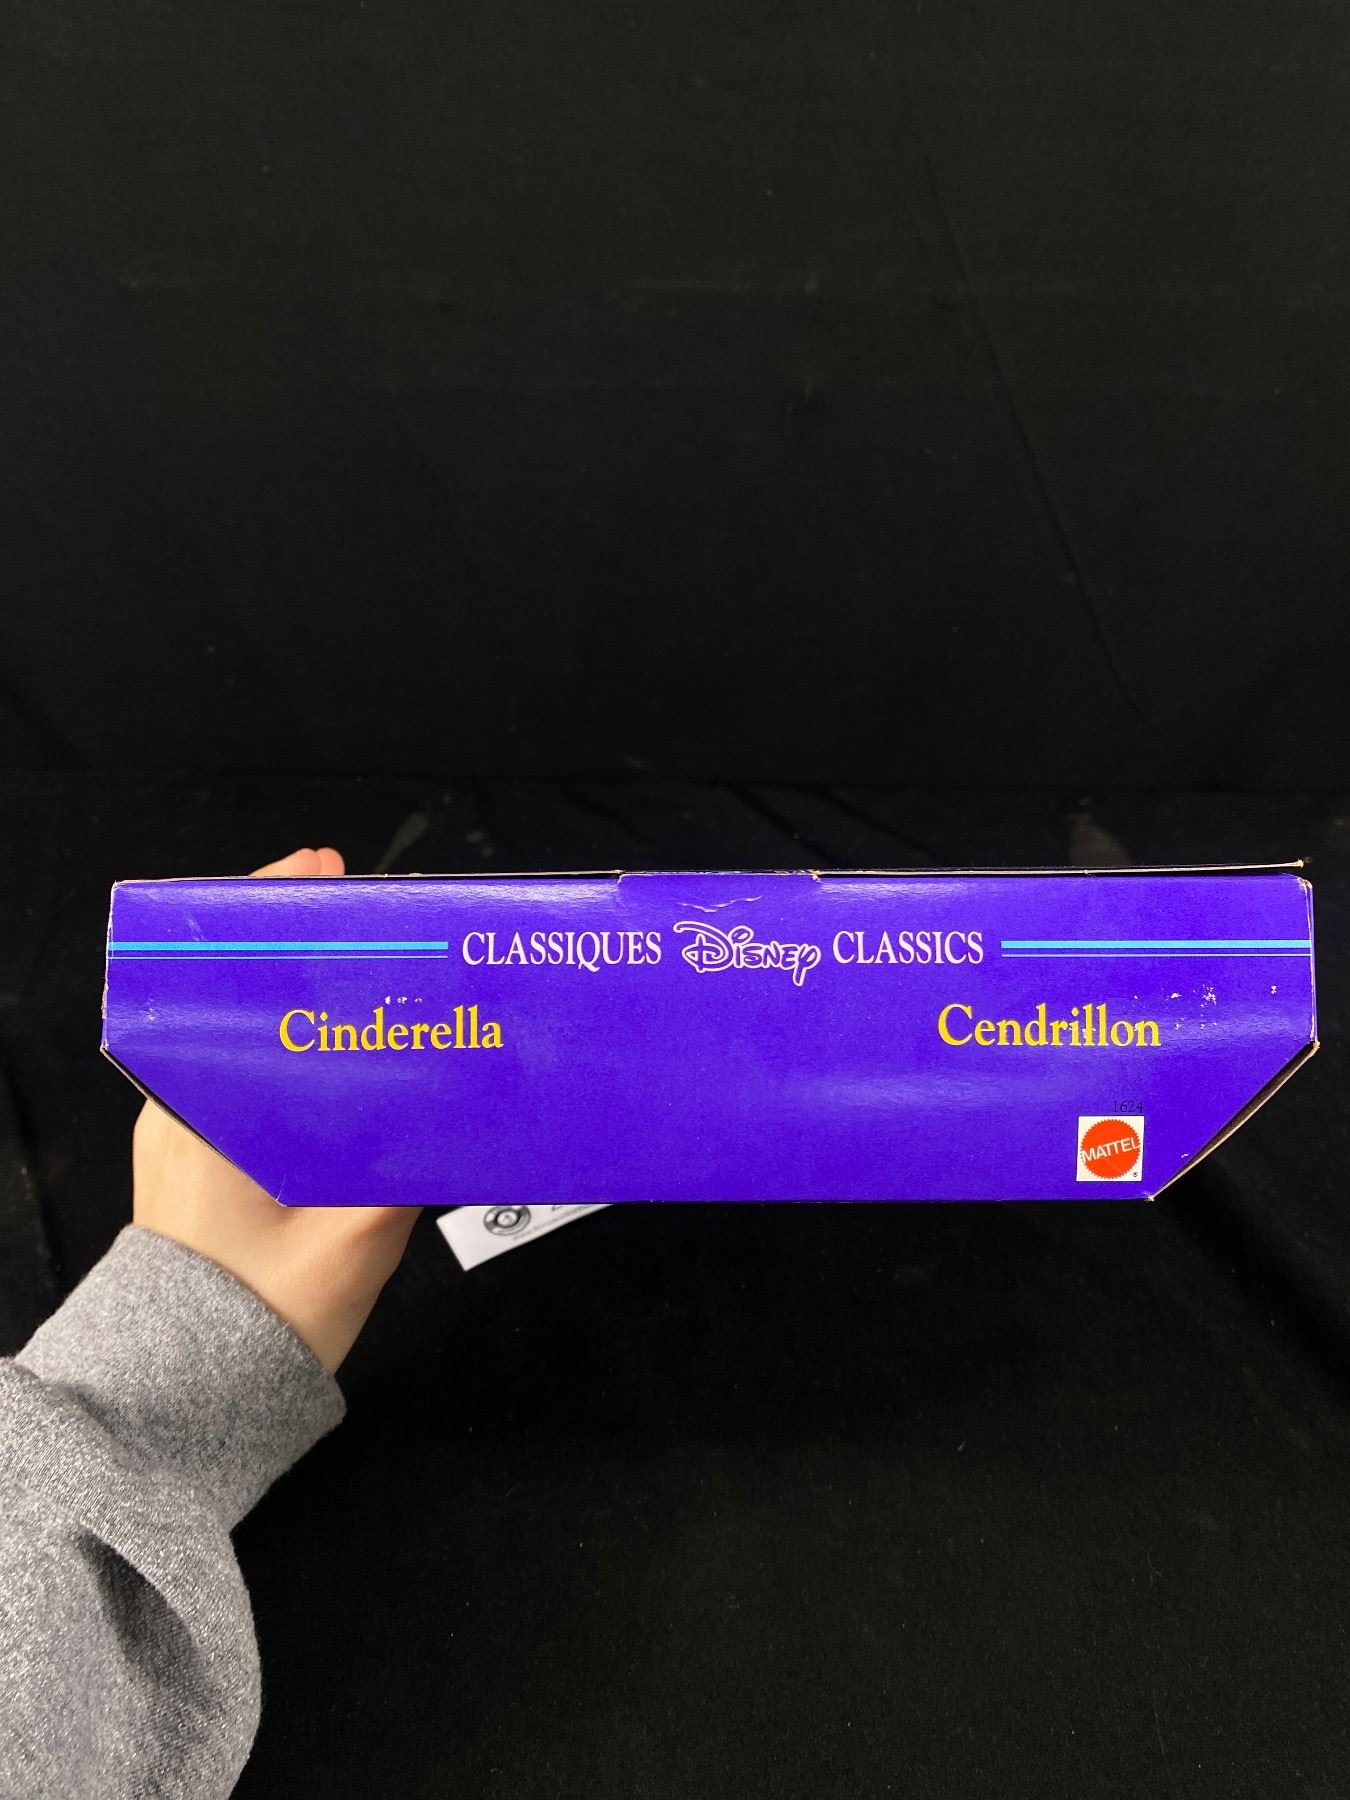 CLASSIQUES Disney CLASSICS
Cinderella Cendrillon
1624
MATTEL
®